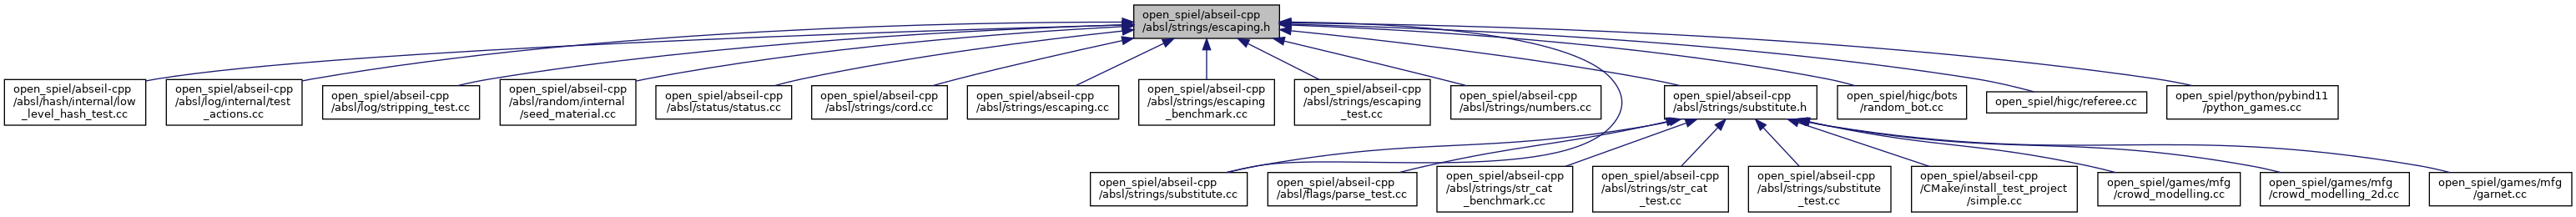 open_spiel/abseil-cpp
/absl/strings/escaping.h
open_spiel/abseil-cpp
/absl/hash/internal/low
_level_hash_test.cc
open_spiel/abseil-cpp
/absl/log/internal/test
_actions.cc
open_spiel/abseil-cpp
/absl/log/stripping_test.cc
open_spiel/abseil-cpp
/absl/random/internal
/seed_material.cc
open_spiel/abseil-cpp
/absl/status/status.cc
open_spiel/abseil-cpp
/absl/strings/cord.cc
open_spiel/abseil-cpp
/absl/strings/escaping.cc
open_spiel/abseil-cpp
/absl/strings/escaping
_benchmark.cc
open_spiel/abseil-cpp
/absl/strings/escaping
_test.cc
open_spiel/abseil-cpp
/absl/strings/numbers.cc
open_spiel/abseil-cpp
/absl/strings/substitute.h
open_spiel/higc/bots
/random_bot.cc
open_spiel/higc/referee.cc
open_spiel/python/pybind11
/python_games.cc
open_spiel/abseil-cpp
/absl/strings/substitute.cc
open_spiel/abseil-cpp
/absl/flags/parse_test.cc
open_spiel/abseil-cpp
/absl/strings/str_cat
_benchmark.cc
open_spiel/abseil-cpp
/absl/strings/str_cat
_test.cc
open_spiel/abseil-cpp
/absl/strings/substitute
_test.cc
open_spiel/abseil-cpp
/CMake/install_test_project
/simple.cc
open_spiel/games/mfg
/crowd_modelling.cc
open_spiel/games/mfg
/crowd_modelling_2d.cc
open_spiel/games/mfg
/garnet.cc